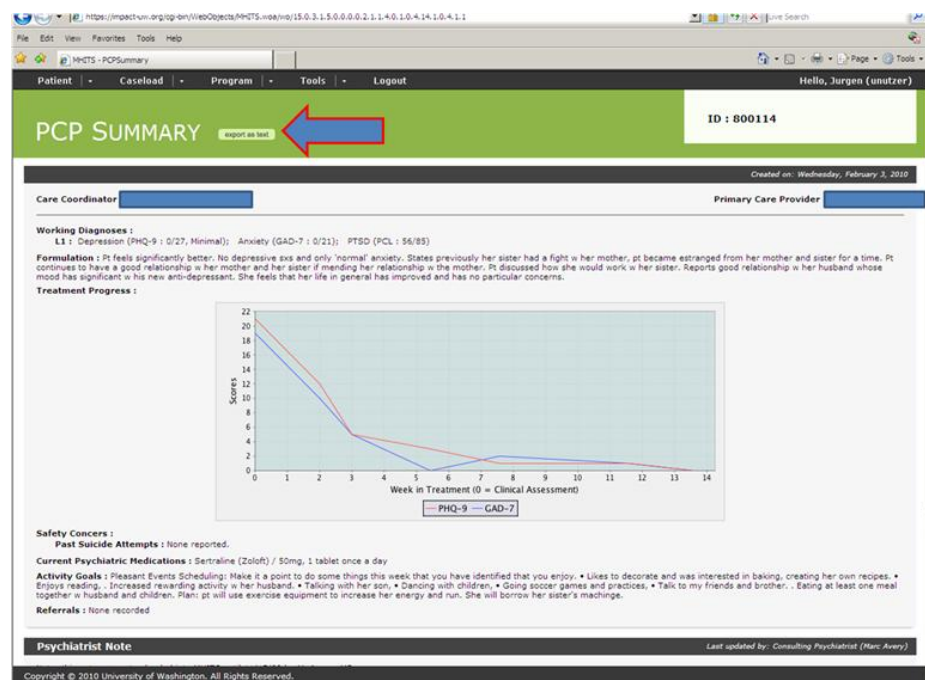 https://impact-uw.org/cgi-bin/WebObjects/MHITS.woa/wo/15.0.3.1.5.0.0.0.0.2.1.1.4.0.1.0.4.14.1.0.4.1.1
Live Search
File Edit View Favorites Tools Help
MHITS - PCPSummary
Page Tools
Patient | Caseload | Program | Tools | Logout Hello, Jurgen (unutzer)
PCP SUMMARY export as text ID : 800114
Created on: Wednesday, February 3, 2010
Care Coordinator Primary Care Provider
Working Diagnoses :
L1 : Depression (PHQ-9 : 0/27, Minimal); Anxiety (GAD-7 : 0/21); PTSD (PCL : 56/85)
Formulation : Pt feels significantly better. No depressive sxs and only 'normal' anxiety. States previously her sister had a fight w her mother, pt became estranged from her mother and sister for a time. Pt
continues to have a good relationship w her mother and her sister if mending her relationship w the mother. Pt discussed how she would work w her sister. Reports good relationship w her husband whose
mood has significant w his new anti-depressant. She feels that her life in general has improved and has no particular concerns.
Treatment Progress :
22
20
18
16
14
12
10
8
6
4
2
0
Scores
0 1 2 3 4 5 6 7 8 9 10 11 12 13 14
Week in Treatment (0 = Clinical Assessment)
PHQ-9 GAD-7
Safety Concers :
Past Suicide Attempts : None reported.
Current Psychiatric Medications : Sertraline (Zoloft) / 50mg, 1 tablet once a day
Activity Goals : Pleasant Events Scheduling: Make it a point to do some things this week that you have identified that you enjoy. • Likes to decorate and was interested in baking, creating her own recipes. •
Enjoys reading, . Increased rewarding activity w her husband. • Talking with her son, • Dancing with children, • Going soccer games and practices, • Talk to my friends and brother. . Eating at least one meal
together w husband and children. Plan: pt will use exercise equipment to increase her energy and run. She will borrow her sister's machinge.
Referrals : None recorded
Psychiatrist Note Last updated by: Consulting Psychiatrist (Marc Avery)
Copyright © 2010 University of Washington. All Rights Reserved.